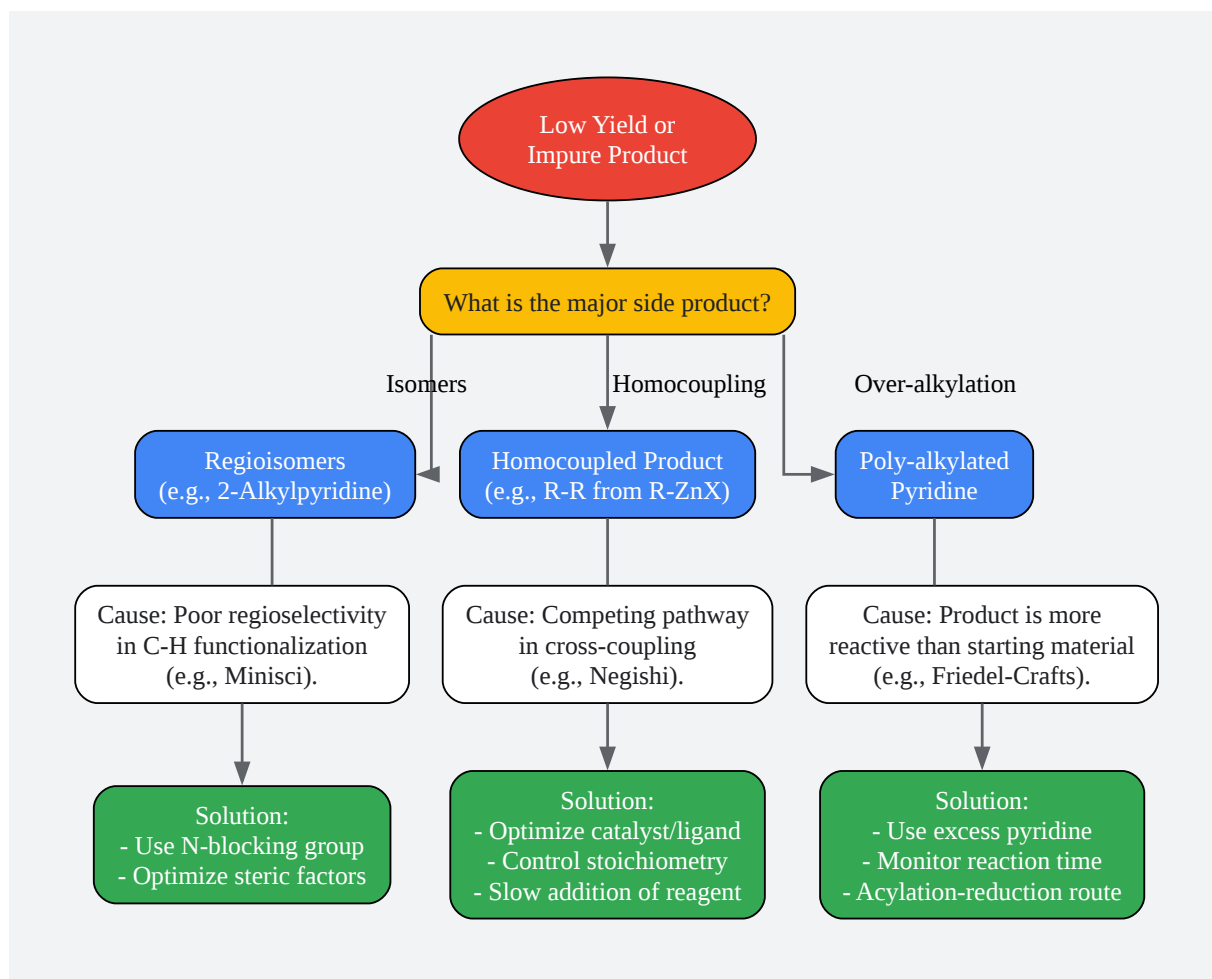 Low Yield or
Impure Product
What is the major side product?
Isomers
Homocoupling
Over-alkylation
Regioisomers
(e.g., 2-Alkylpyridine)
Homocoupled Product
(e.g., R-R from R-ZnX)
Poly-alkylated
Pyridine
Cause: Poor regioselectivity
in C-H functionalization
(e.g., Minisci).
Cause: Competing pathway
in cross-coupling
(e.g., Negishi).
Cause: Product is more
reactive than starting material
(e.g., Friedel-Crafts).
Solution:
- Use N-blocking group
- Optimize steric factors
Solution:
- Optimize catalyst/ligand
- Control stoichiometry
- Slow addition of reagent
Solution:
- Use excess pyridine
- Monitor reaction time
- Acylation-reduction route